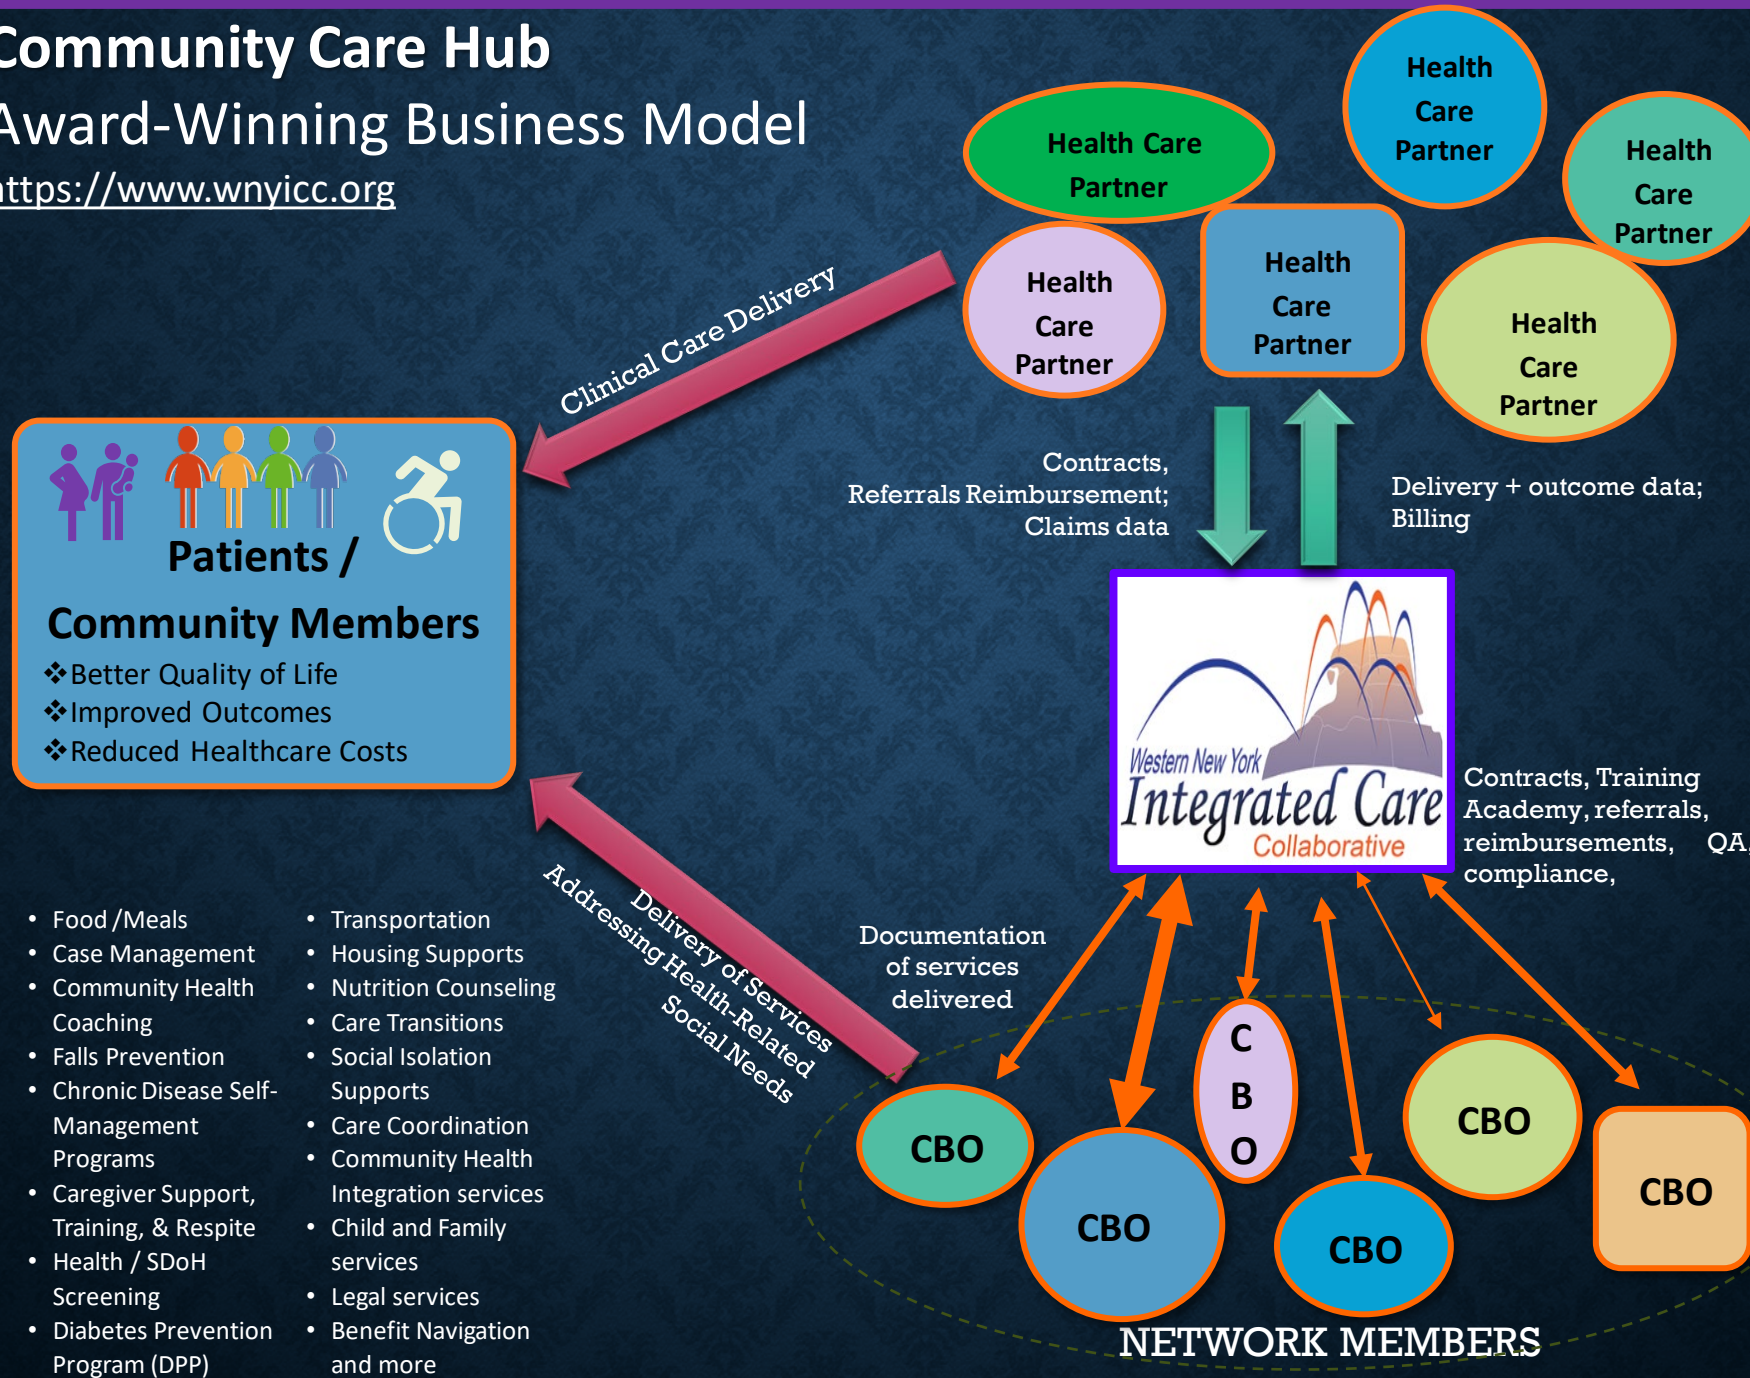 Community Care Hub
Award-Winning Business Model
https://www.wnyicc.org
Health Care
Partner
Health
Care
Partner
Health
Care
Partner
Health
Care
Partner
Health
Care
Partner
Health
Care
Partner
Clinical Care Delivery
Contracts,
Referrals Reimbursement;
Claims data
Delivery + outcome data;
Billing
Patients /
Community Members
❖Better Quality of Life
❖Improved Outcomes
❖Reduced Healthcare Costs
Western New York
Integrated Care
Collaborative
Contracts, Training
Academy, referrals,
reimbursements, QA,
compliance,
Delivery of Services
Addressing Health-Related
Social Needs
Documentation
of services
delivered
• Food /Meals
• Case Management
• Community Health
Coaching
• Falls Prevention
• Chronic Disease Self-
Management
Programs
• Caregiver Support,
Training, & Respite
• Health / SDoH
Screening
• Diabetes Prevention
Program (DPP)
• Transportation
• Housing Supports
• Nutrition Counseling
• Care Transitions
• Social Isolation
Supports
• Care Coordination
• Community Health
Integration services
• Child and Family
services
• Legal services
• Benefit Navigation
and more
CBO
CBO
C
B
O
CBO
CBO
CBO
NETWORK MEMBERS